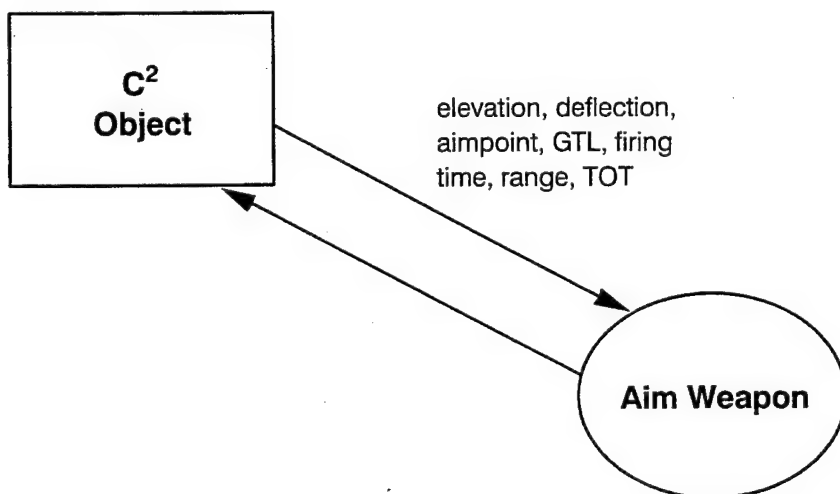 C²
Object
elevation, deflection,
aimpoint, GTL, firing
time, range, TOT
Aim Weapon